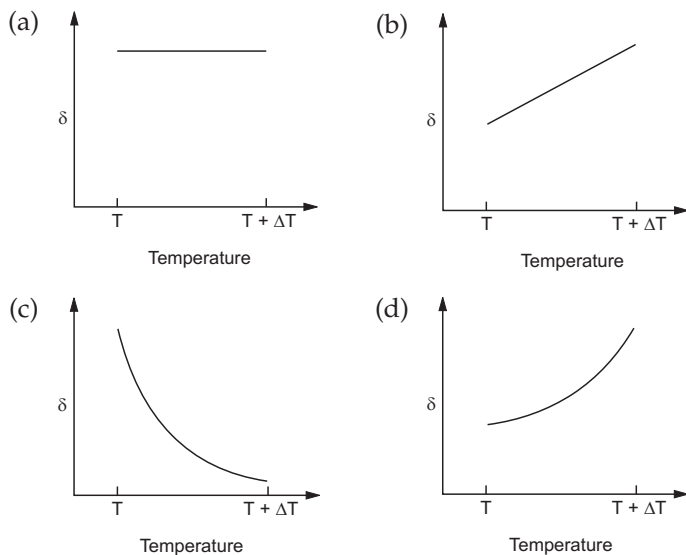 (a)
δ
T
T + ΔT
Temperature
(b)
δ
T
T + ΔT
Temperature
(c)
δ
T
T + ΔT
Temperature
(d)
δ
T
T + ΔT
Temperature